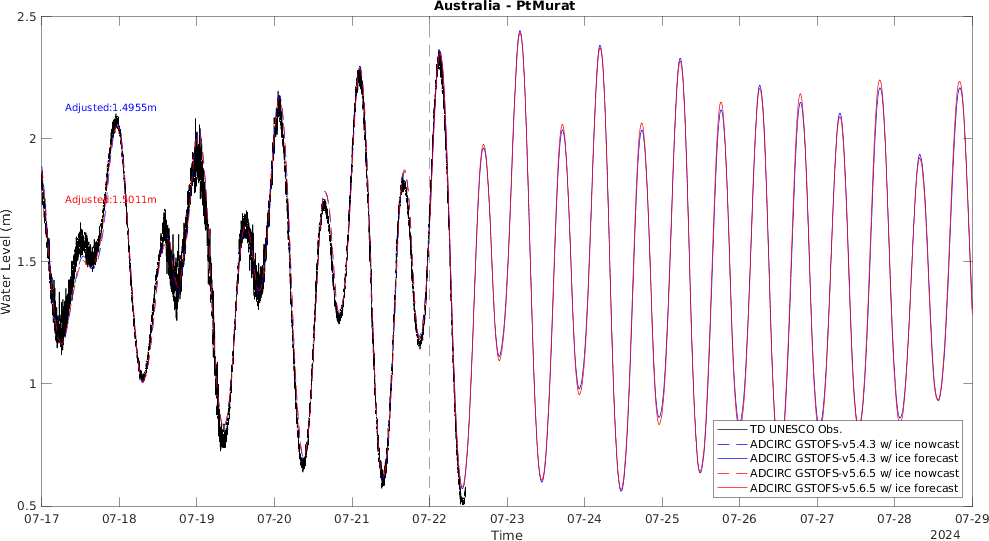 Australia - PtMurat
2.5
2
1.5
1
0.5
Water Level (m)
Adjusted:1.4955m
Adjusted:1.5011m
TD UNESCO Obs.
ADCIRC GSTOFS-v5.4.3 w/ ice nowcast
ADCIRC GSTOFS-v5.4.3 w/ ice forecast
ADCIRC GSTOFS-v5.6.5 w/ ice nowcast
ADCIRC GSTOFS-v5.6.5 w/ ice forecast
07-17 07-18 07-19 07-20 07-21 07-22 07-23 07-24 07-25 07-26 07-27 07-28 07-29
Time
2024